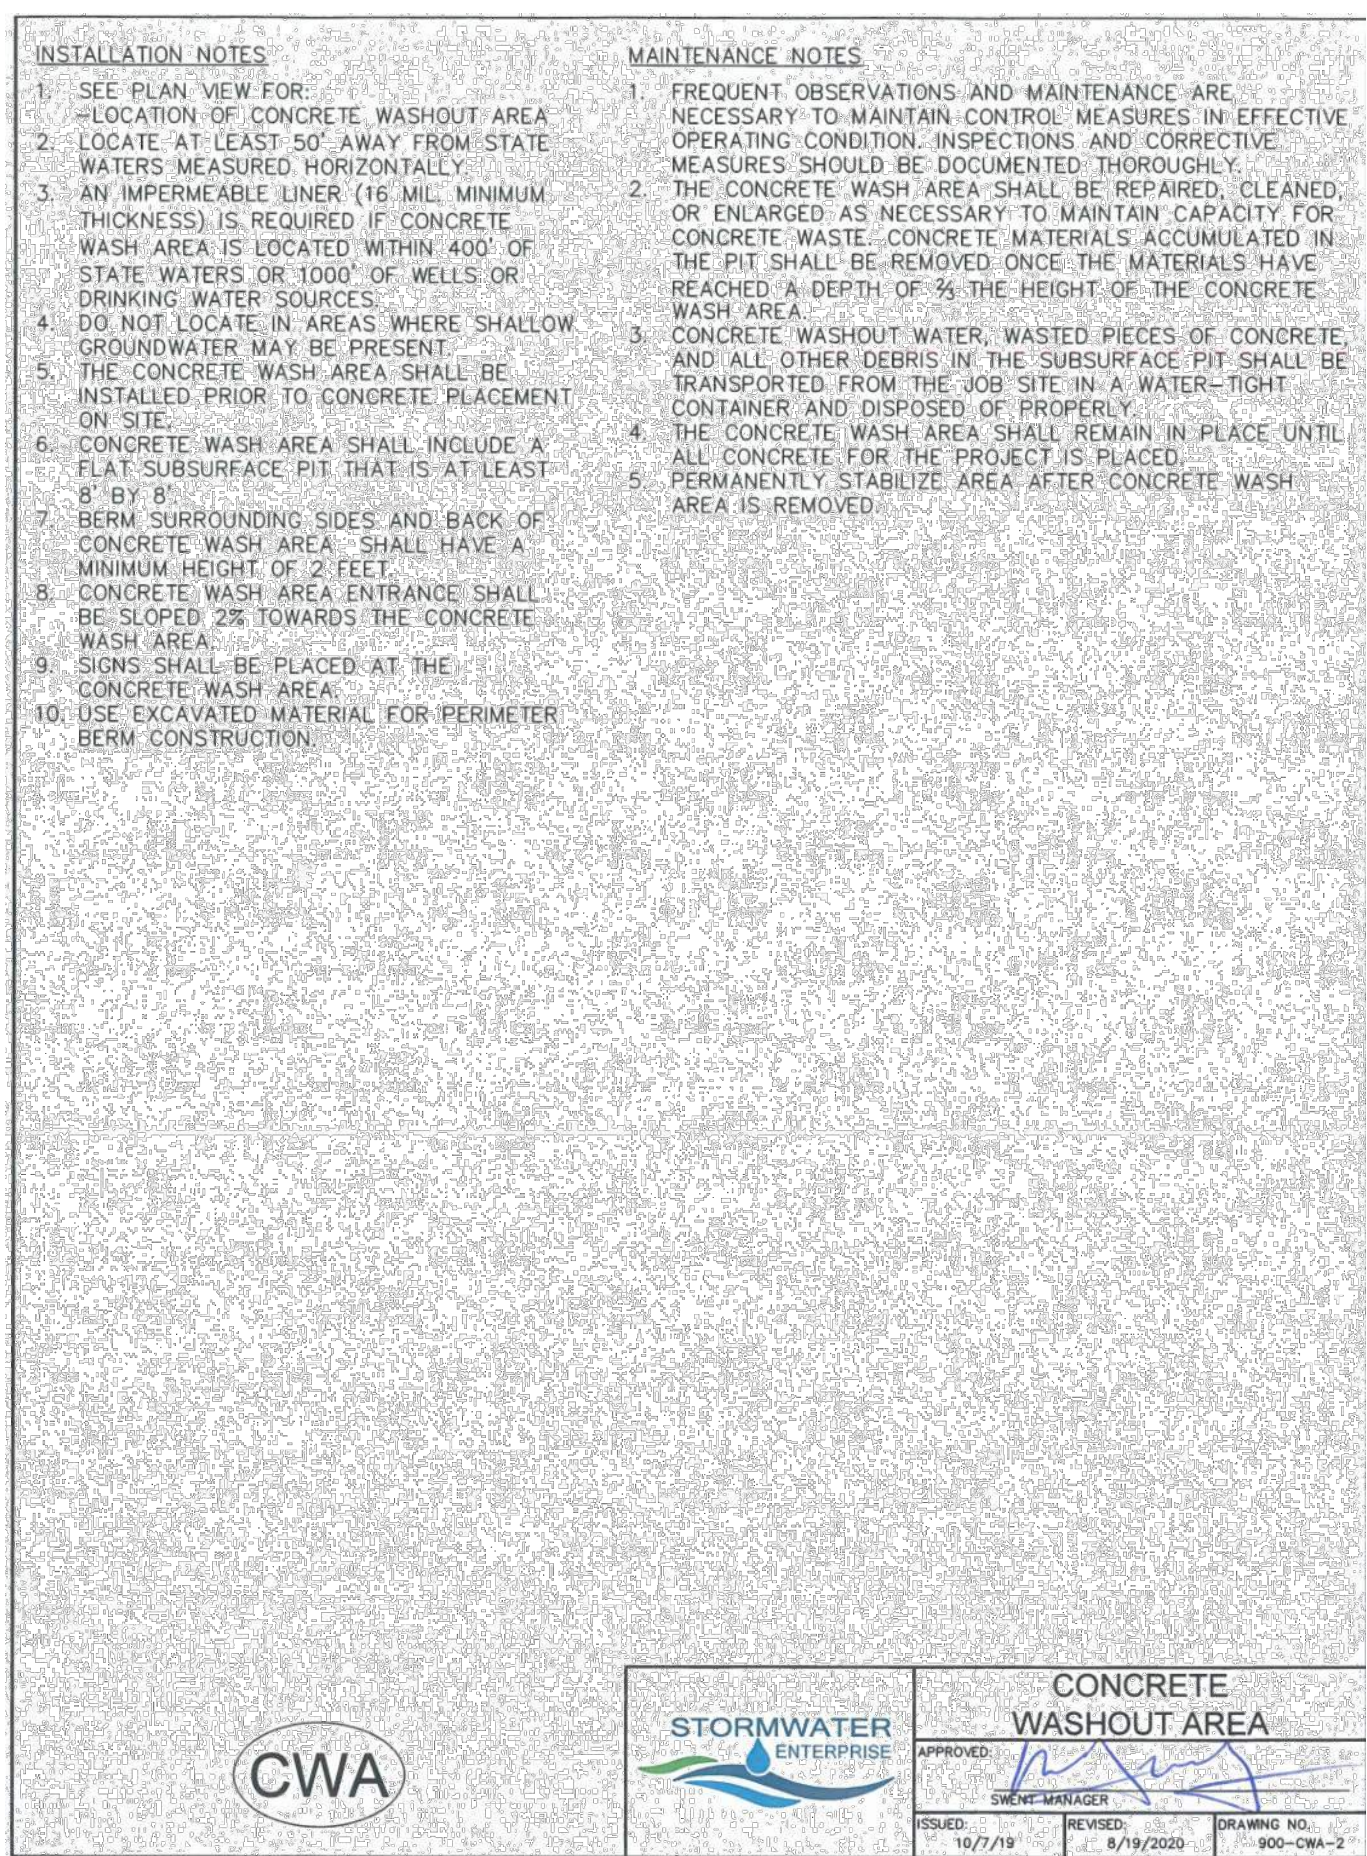 INSTALLATION NOTES
1. SEE PLAN VIEW FOR:
-LOCATION OF CONCRETE WASHOUT AREA
2. LOCATE AT LEAST 50' AWAY FROM STATE
WATERS MEASURED HORIZONTALLY.
3. AN IMPERMEABLE LINER (16 MIL. MINIMUM
THICKNESS) IS REQUIRED IF CONCRETE
WASH AREA IS LOCATED WITHIN 400' OF
STATE WATERS OR 1000' OF WELLS OR
DRINKING WATER SOURCES.
4. DO NOT LOCATE IN AREAS WHERE SHALLOW
GROUNDWATER MAY BE PRESENT.
5. THE CONCRETE WASH AREA SHALL BE
INSTALLED PRIOR TO CONCRETE PLACEMENT
ON SITE.
6. CONCRETE WASH AREA SHALL INCLUDE A
FLAT SUBSURFACE PIT THAT IS AT LEAST
8' BY 8'.
7. BERM SURROUNDING SIDES AND BACK OF
CONCRETE WASH AREA SHALL HAVE A
MINIMUM HEIGHT OF 2 FEET.
8. CONCRETE WASH AREA ENTRANCE SHALL
BE SLOPED 2% TOWARDS THE CONCRETE
WASH AREA.
9. SIGNS SHALL BE PLACED AT THE
CONCRETE WASH AREA.
10. USE EXCAVATED MATERIAL FOR PERIMETER
BERM CONSTRUCTION.
MAINTENANCE NOTES
1. FREQUENT OBSERVATIONS AND MAINTENANCE ARE
NECESSARY TO MAINTAIN CONTROL MEASURES IN EFFECTIVE
OPERATING CONDITION. INSPECTIONS AND CORRECTIVE
MEASURES SHOULD BE DOCUMENTED THOROUGHLY.
2. THE CONCRETE WASH AREA SHALL BE REPAIRED, CLEANED,
OR ENLARGED AS NECESSARY TO MAINTAIN CAPACITY FOR
CONCRETE WASTE. CONCRETE MATERIALS ACCUMULATED IN
THE PIT SHALL BE REMOVED ONCE THE MATERIALS HAVE
REACHED A DEPTH OF ⅔ THE HEIGHT OF THE CONCRETE
WASH AREA.
3. CONCRETE WASHOUT WATER, WASTED PIECES OF CONCRETE,
AND ALL OTHER DEBRIS IN THE SUBSURFACE PIT SHALL BE
TRANSPORTED FROM THE JOB SITE IN A WATER-TIGHT
CONTAINER AND DISPOSED OF PROPERLY.
4. THE CONCRETE WASH AREA SHALL REMAIN IN PLACE UNTIL
ALL CONCRETE FOR THE PROJECT IS PLACED.
5. PERMANENTLY STABILIZE AREA AFTER CONCRETE WASH
AREA IS REMOVED.
CWA
STORMWATER
ENTERPRISE
CONCRETE
WASHOUT AREA
APPROVED:
SWENT MANAGER
ISSUED: 10/7/19
REVISED: 8/19/2020
DRAWING NO. 900-CWA-2